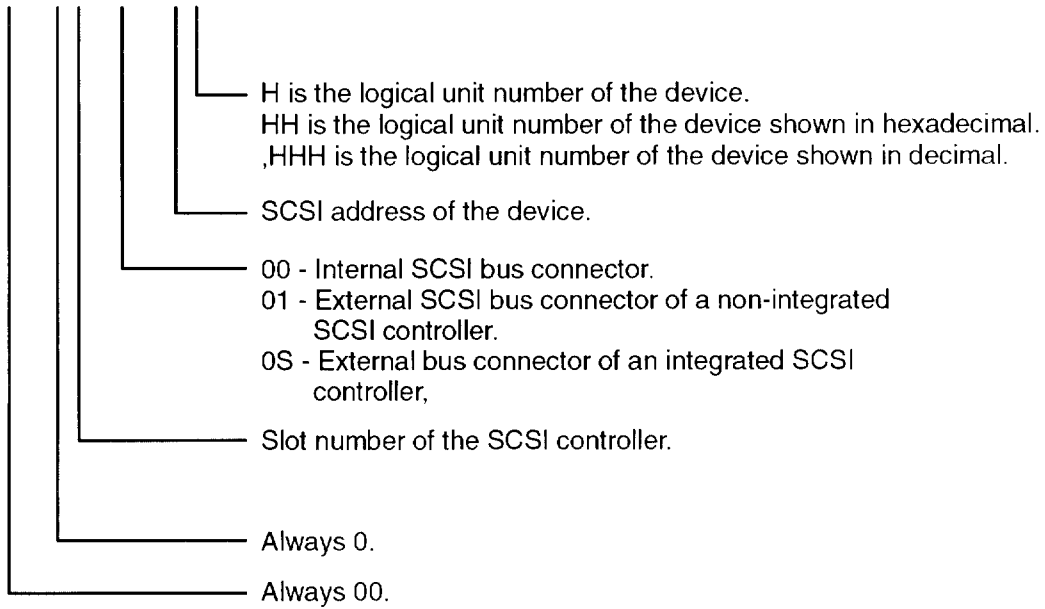 H is the logical unit number of the device.
HH is the logical unit number of the device shown in hexadecimal.
,HHH is the logical unit number of the device shown in decimal.
SCSI address of the device.
00 - Internal SCSI bus connector.
01 - External SCSI bus connector of a non-integrated
SCSI controller.
0S - External bus connector of an integrated SCSI
controller,
Slot number of the SCSI controller.
Always 0.
Always 00.